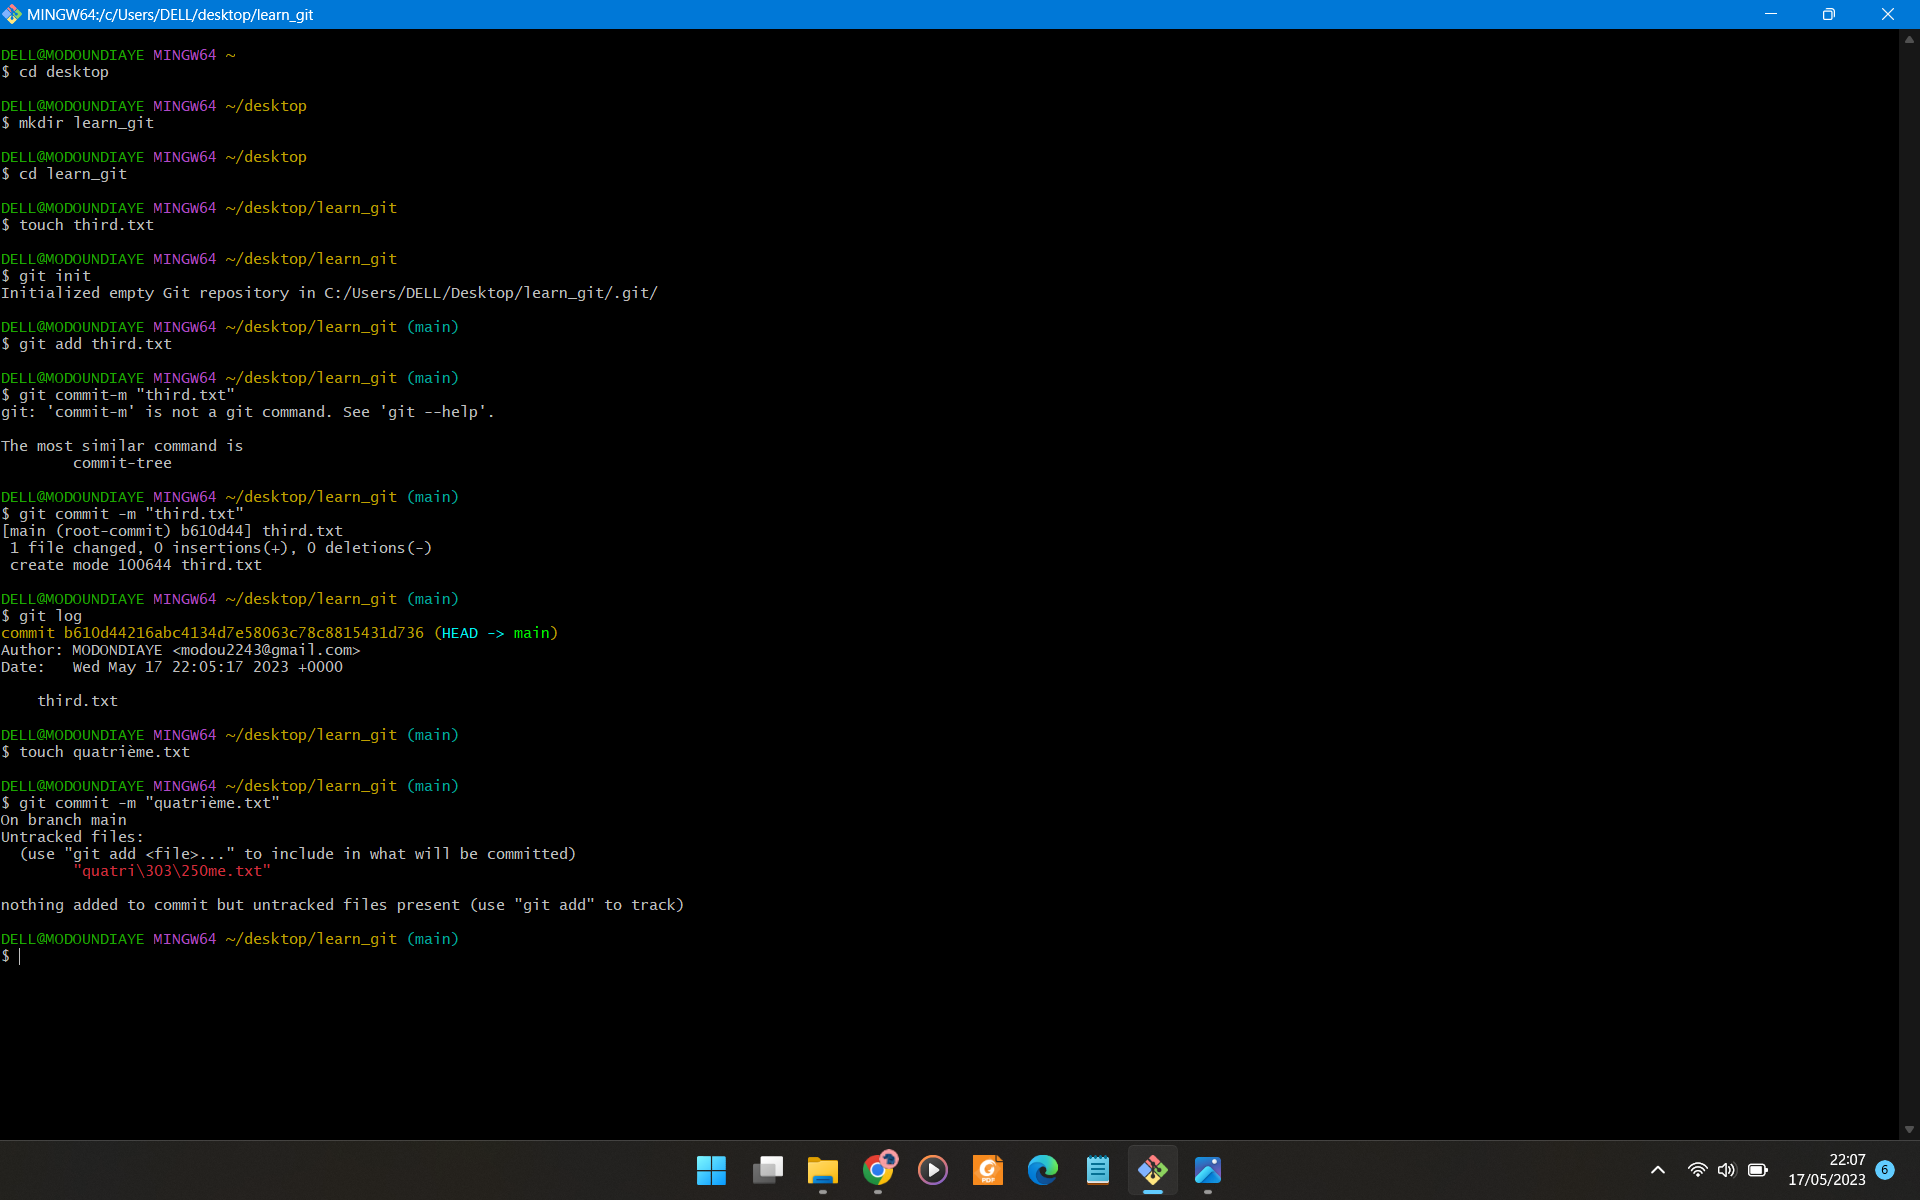 MINGW64:/c/Users/DELL/desktop/learn_git
DELL@MODOUNDIAYE MINGW64 ~
$ cd desktop
DELL@MODOUNDIAYE MINGW64 ~/desktop
$ mkdir learn_git
DELL@MODOUNDIAYE MINGW64 ~/desktop
$ cd learn_git
DELL@MODOUNDIAYE MINGW64 ~/desktop/learn_git
$ touch third.txt
DELL@MODOUNDIAYE MINGW64 ~/desktop/learn_git
$ git init
Initialized empty Git repository in C:/Users/DELL/Desktop/learn_git/.git/
DELL@MODOUNDIAYE MINGW64 ~/desktop/learn_git (main)
$ git add third.txt
DELL@MODOUNDIAYE MINGW64 ~/desktop/learn_git (main)
$ git commit-m "third.txt"
git: 'commit-m' is not a git command. See 'git --help'.
The most similar command is
commit-tree
DELL@MODOUNDIAYE MINGW64 ~/desktop/learn_git (main)
$ git commit -m "third.txt"
[main (root-commit) b610d44] third.txt
1 file changed, 0 insertions(+), 0 deletions(-)
create mode 100644 third.txt
DELL@MODOUNDIAYE MINGW64 ~/desktop/learn_git (main)
$ git log
commit b610d44216abc4134d7e58063c78c8815431d736 (HEAD -> main)
Author: MODONDIAYE <modou2243@gmail.com>
Date:   Wed May 17 22:05:17 2023 +0000
third.txt
DELL@MODOUNDIAYE MINGW64 ~/desktop/learn_git (main)
$ touch quatrième.txt
DELL@MODOUNDIAYE MINGW64 ~/desktop/learn_git (main)
$ git commit -m "quatrième.txt"
On branch main
Untracked files:
(use "git add <file>..." to include in what will be committed)
"quatri\303\250me.txt"
nothing added to commit but untracked files present (use "git add" to track)
DELL@MODOUNDIAYE MINGW64 ~/desktop/learn_git (main)
$
PDF
22:07
17/05/2023
6